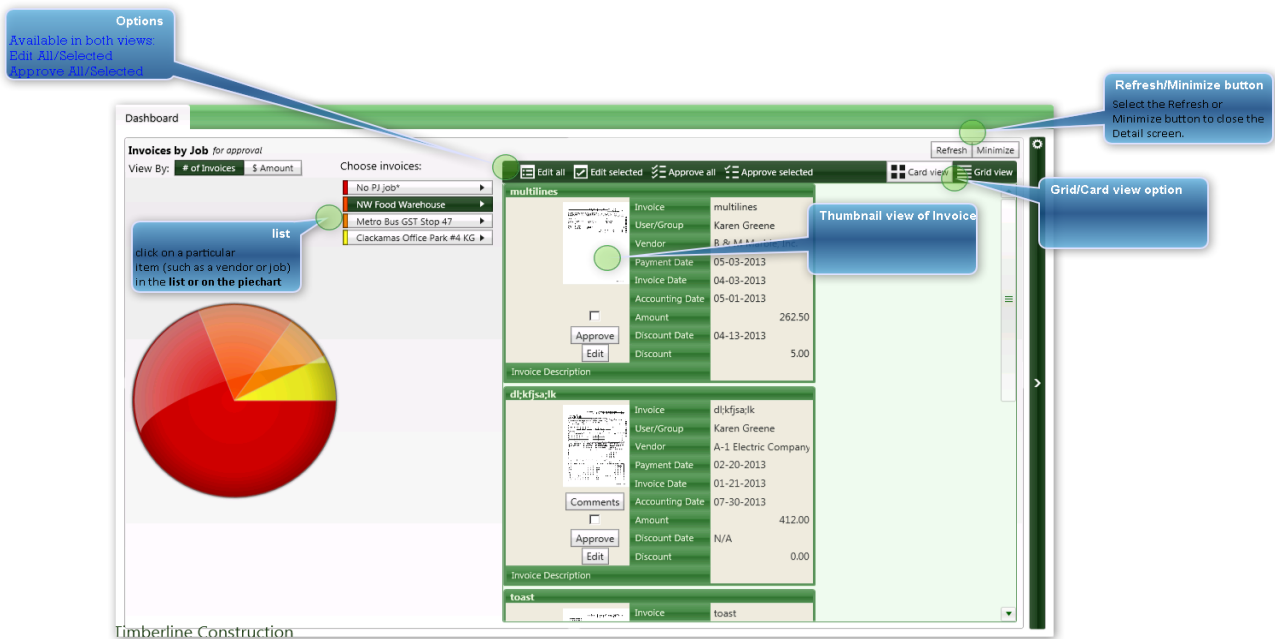 Options
Available in both views:
Edit All/Selected
Approve All/Selected
Refresh/Minimize button
Select the Refresh or
Minimize button to close the
Detail screen.
Dashboard
Invoices by Job for approval
Refresh Minimize
View By: # of Invoices $ Amount
Choose invoices:
Edit all Edit selected Approve all Approve selected
Card view Grid view
No PJ job*
NW Food Warehouse
Metro Bus GST Stop 47
Clackamas Office Park #4 KG
list
click on a particular
item (such as a vendor or job)
in the list or on the piechart
Grid/Card view option
Thumbnail view of Invoice
multilines
Invoice multilines
User/Group Karen Greene
Vendor B & M Marble, Inc.
Payment Date 05-03-2013
Invoice Date 04-03-2013
Accounting Date 05-01-2013
Amount 262.50
Approve
Discount Date 04-13-2013
Edit
Discount 5.00
Invoice Description
dl;kfjsa;lk
Invoice dl;kfjsa;lk
User/Group Karen Greene
Vendor A-1 Electric Company
Payment Date 02-20-2013
Invoice Date 01-21-2013
Comments
Accounting Date 07-30-2013
Amount 412.00
Approve
Discount Date N/A
Edit
Discount 0.00
Invoice Description
toast
Invoice toast
Timberline Construction